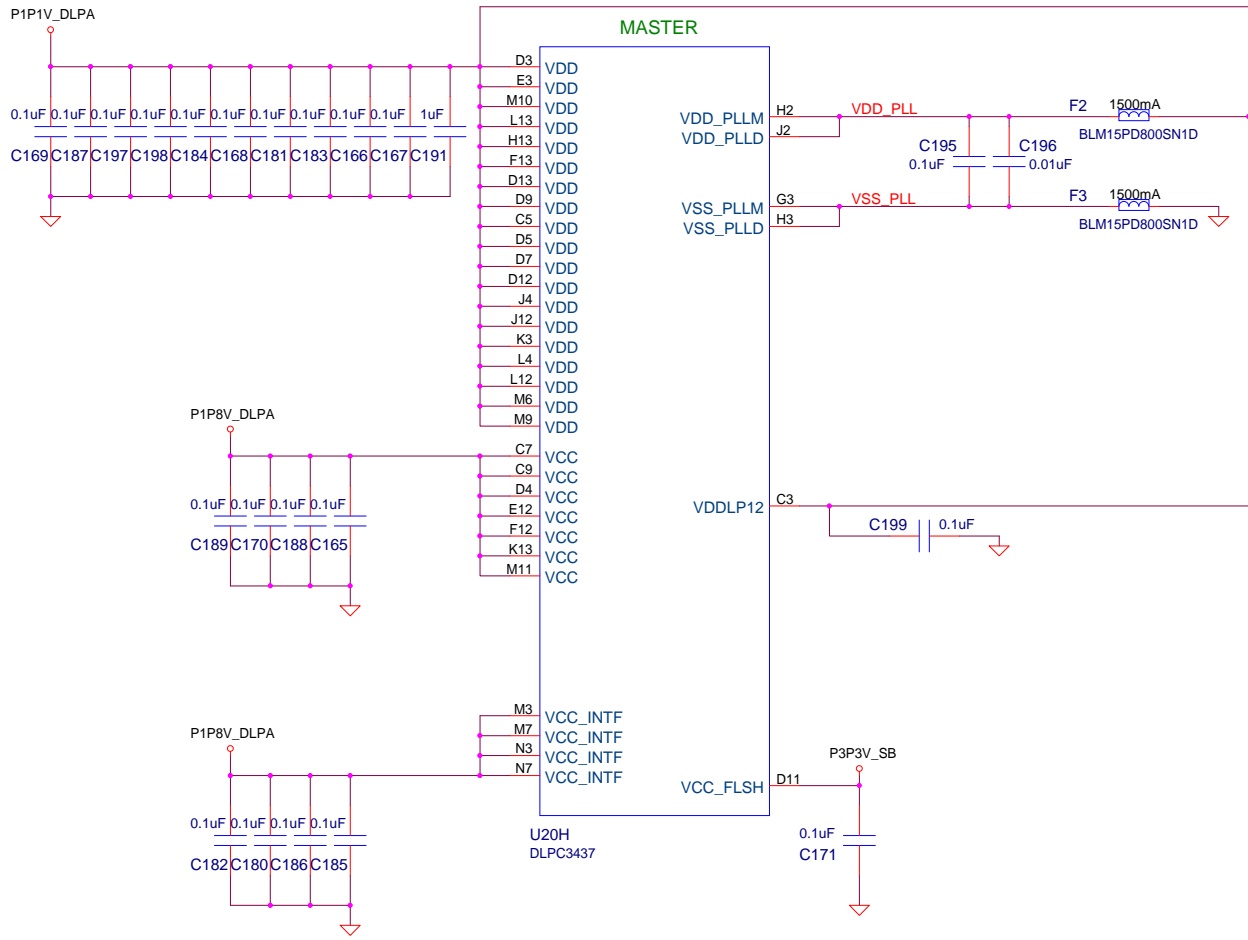 P1P1V_DLPA
MASTER
0.1uF 0.1uF 0.1uF 0.1uF 0.1uF 0.1uF 0.1uF 0.1uF 0.1uF 0.1uF 1uF
C169 C187 C197 C198 C184 C168 C181 C183 C166 C167 C191
D3 VDD
E3 VDD
M10 VDD
L13 VDD
H13 VDD
F13 VDD
D13 VDD
D9 VDD
C5 VDD
D5 VDD
D7 VDD
D12 VDD
J4 VDD
J12 VDD
K3 VDD
L4 VDD
L12 VDD
M6 VDD
M9 VDD
P1P8V_DLPA
0.1uF 0.1uF 0.1uF 0.1uF
C189 C170 C188 C165
C7 VCC
C9 VCC
D4 VCC
E12 VCC
F12 VCC
K13 VCC
M11 VCC
P1P8V_DLPA
0.1uF 0.1uF 0.1uF 0.1uF
C182 C180 C186 C185
M3 VCC_INTF
M7 VCC_INTF
N3 VCC_INTF
N7 VCC_INTF
VDD_PLLM H2 VDD_PLL
VDD_PLLD J2
F2 1500mA
BLM15PD800SN1D
C195
0.1uF
C196
0.01uF
VSS_PLLM G3 VSS_PLL
VSS_PLLD H3
F3 1500mA
BLM15PD800SN1D
VDDLP12 C3
C199 0.1uF
P3P3V_SB
VCC_FLSH D11
0.1uF
C171
U20H
DLPC3437